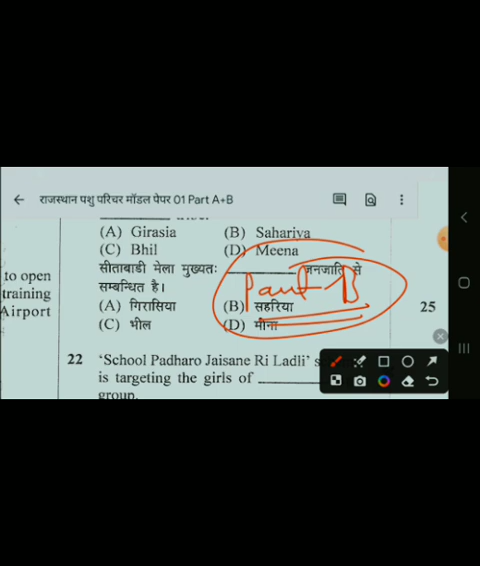 राजस्थान पशु परिचर मॉडल पेपर 01 Part A+B
(A) Girasia (B) Sahariya
(C) Bhil (D) Meena
सीताबाडी मेला मुख्यतः जनजाति से
सम्बन्धित है।
(A) गिरासिया (B) सहरिया
(C) भील (D) मीना
Part-B
to open
training
Airport
25
22 'School Padharo Jaisane Ri Ladli'
is targeting the girls of
group.